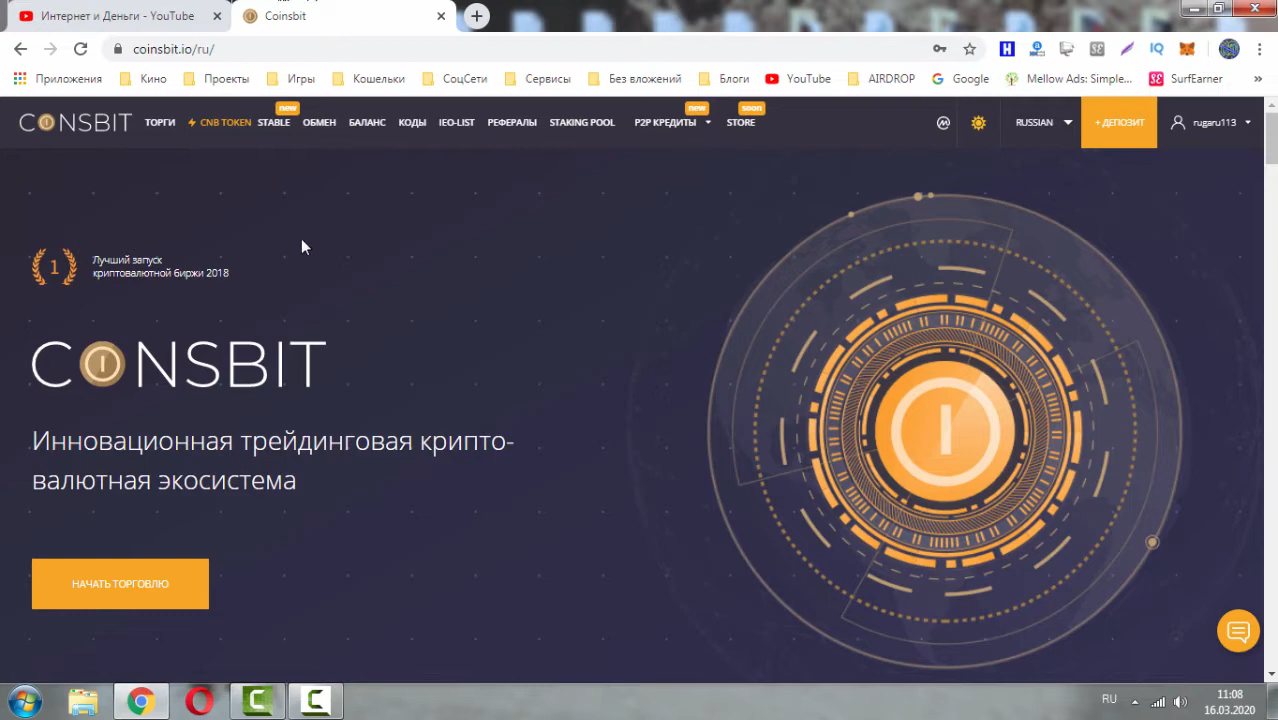 Интернет и Деньги - YouTube
Coinsbit
coinsbit.io/ru/
Приложения Кино Проекты Игры Кошельки СоцСети Сервисы Без вложений Блоги YouTube AIRDROP Google Mellow Ads: Simple... SurfEarner »
new new soon
CONSBIT ТОРГИ CNB TOKEN STABLE ОБМЕН БАЛАНС КОДЫ IEO-LIST РЕФЕРАЛЫ STAKING POOL P2P КРЕДИТЫ STORE RUSSIAN + ДЕПОЗИТ rugaru113
1
Лучший запуск
криптовалютной биржи 2018
CONSBIT
Инновационная трейдинговая крипто-
валютная экосистема
НАЧАТЬ ТОРГОВЛЮ
RU
11:08
16.03.2020